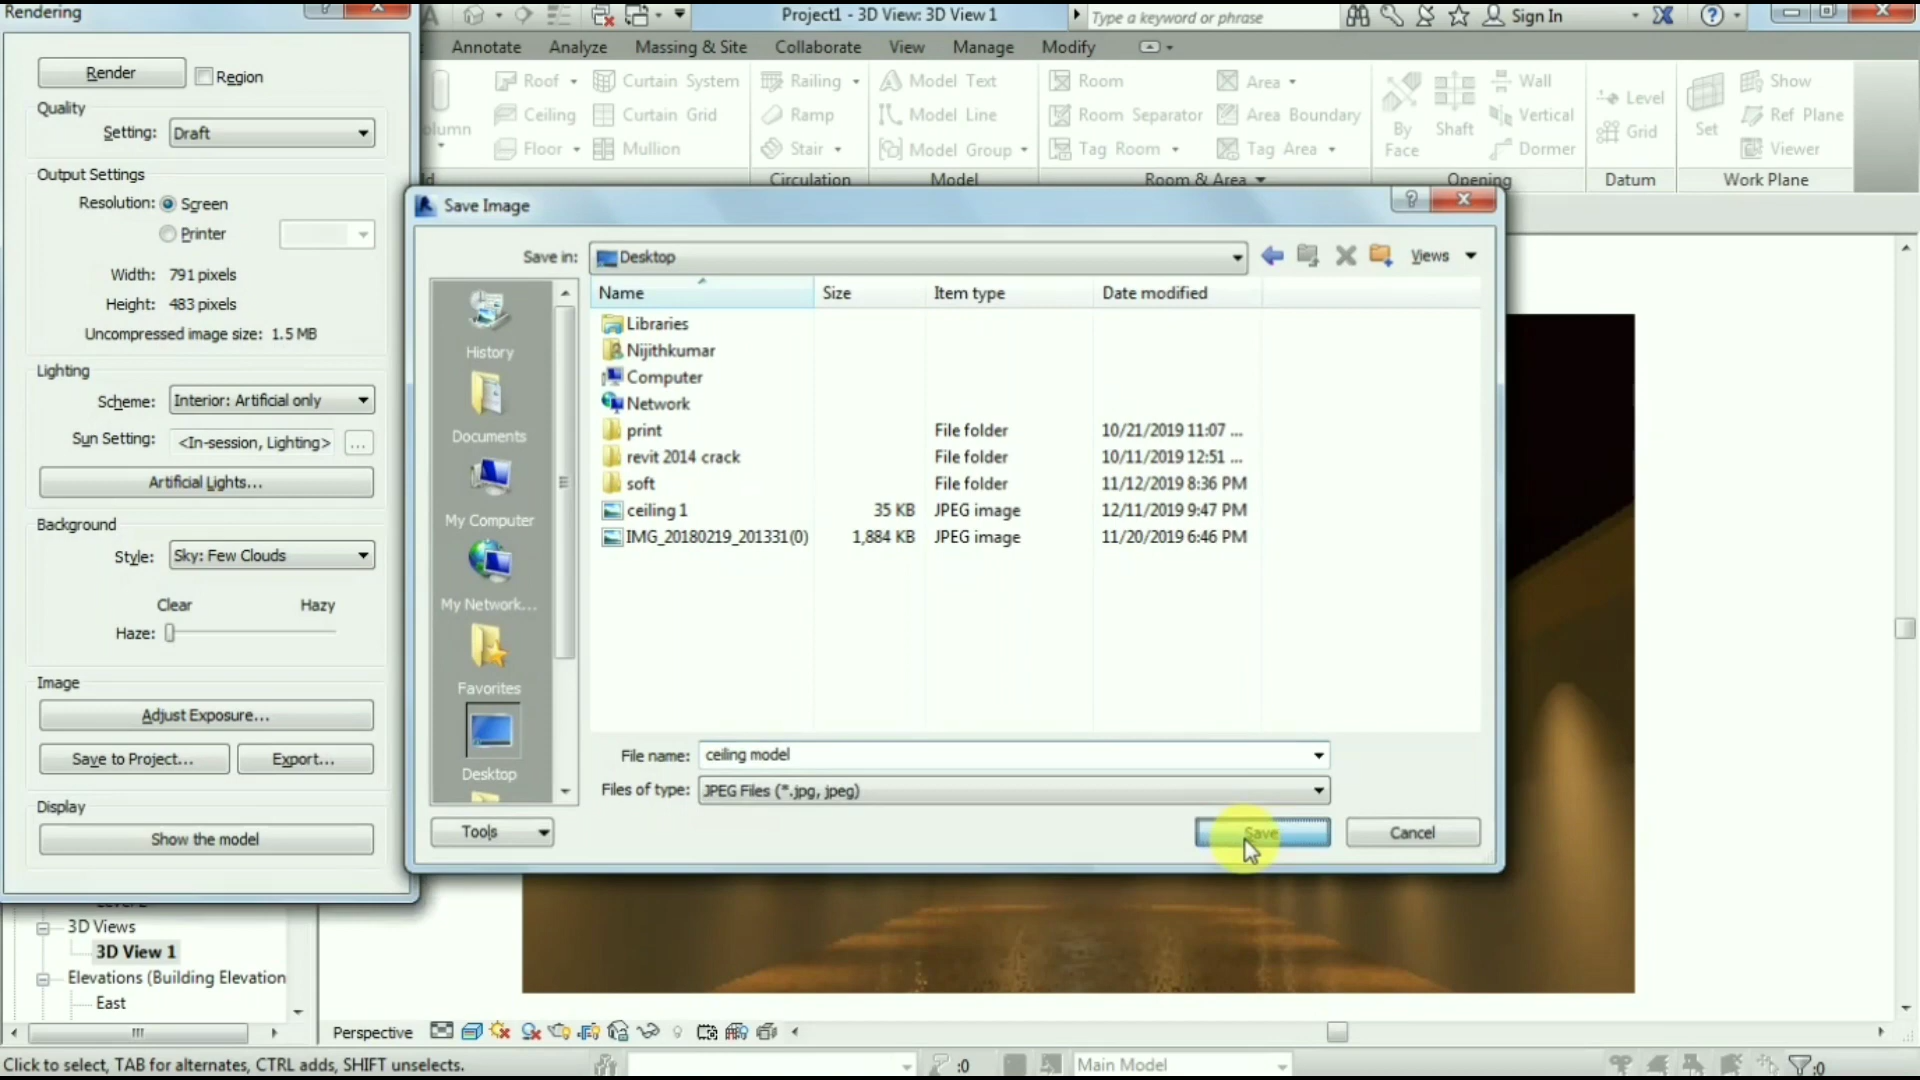 Rendering
Project1 - 3D View: 3D View 1
Type a keyword or phrase
Sign In
Annotate Analyze Massing & Site Collaborate View Manage Modify
Render
Region
Quality
Setting: Draft
Output Settings
Resolution: Screen
Printer
Width: 791 pixels
Height: 483 pixels
Uncompressed image size: 1.5 MB
Lighting
Scheme: Interior: Artificial only
Sun Setting: <In-session, Lighting> ...
Artificial Lights...
Background
Style: Sky: Few Clouds
Clear Hazy
Haze:
Image
Adjust Exposure...
Save to Project... Export...
Display
Show the model
Roof Curtain System Railing Model Text Room Area Wall Show
Ceiling Curtain Grid Ramp Model Line Room Separator Area Boundary Vertical Level Ref Plane
Floor Mullion Stair Model Group Tag Room Tag Area Dormer Grid Viewer
By Face Shaft Set
Circulation Model Room & Area Opening Datum Work Plane
Save Image
Save in: Desktop Views
Name Size Item type Date modified
Libraries
Nijithkumar
Computer
Network
print File folder 10/21/2019 11:07 ...
revit 2014 crack File folder 10/11/2019 12:51 ...
soft File folder 11/12/2019 8:36 PM
ceiling 1 35 KB JPEG image 12/11/2019 9:47 PM
IMG_20180219_201331(0) 1,884 KB JPEG image 11/20/2019 6:46 PM
History
Documents
My Computer
My Network...
Favorites
Desktop
File name: ceiling model
Files of type: JPEG Files (*.jpg, jpeg)
Tools Save Cancel
3D Views
3D View 1
Elevations (Building Elevation
East
Perspective
Click to select, TAB for alternates, CTRL adds, SHIFT unselects.
:0
Main Model
:0